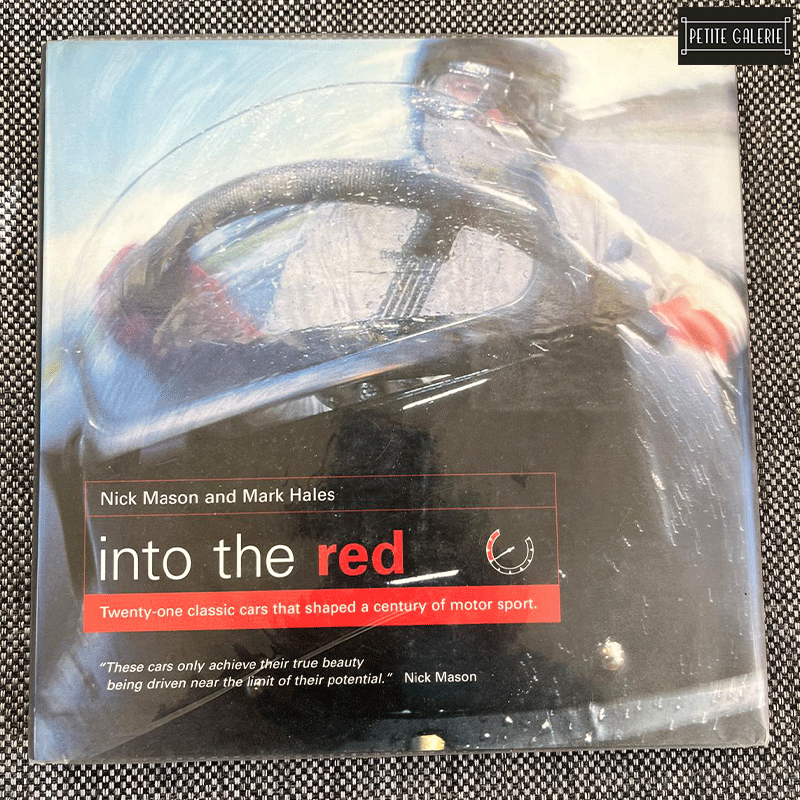 PETITE GALERIE
Nick Mason and Mark Hales
into the red
Twenty-one classic cars that shaped a century of motor sport.
“These cars only achieve their true beauty
being driven near the limit of their potential.” Nick Mason